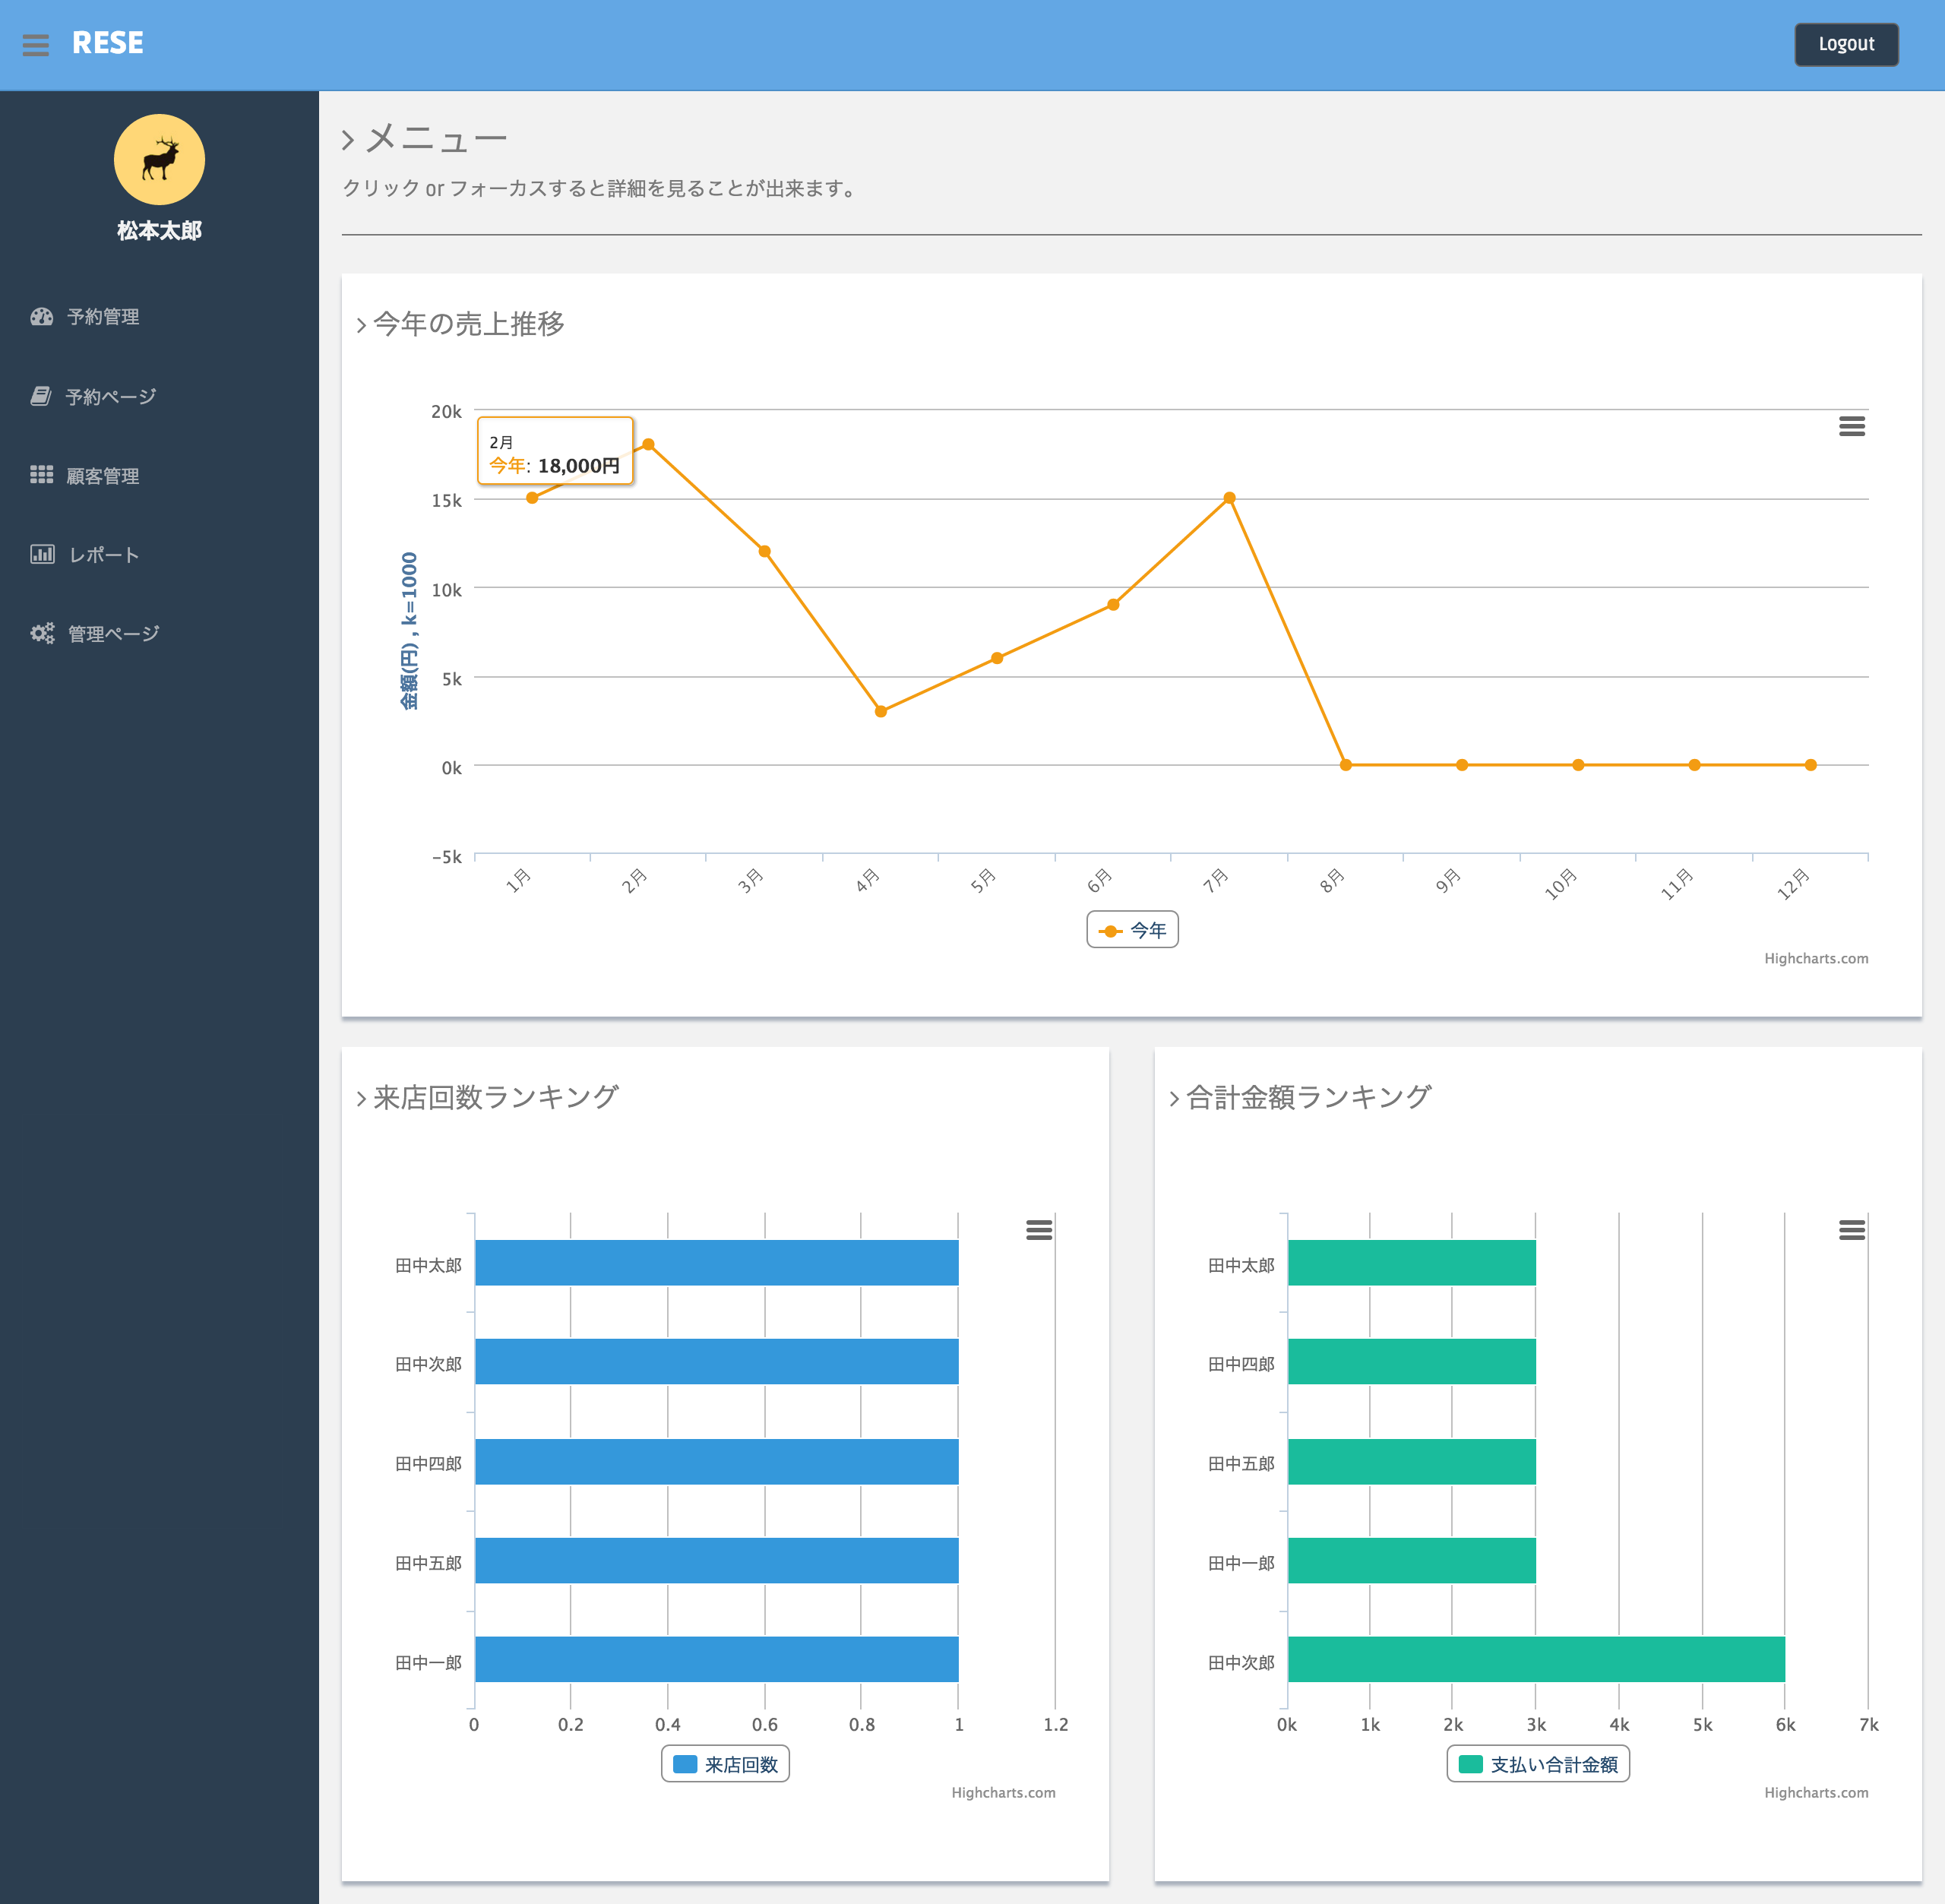 RESE
Logout
松本太郎
予約管理
予約ページ
顧客管理
レポート
管理ページ
メニュー
クリック or フォーカスすると詳細を見ることが出来ます。
今年の売上推移
金額(円) , k=1000
20k
15k
10k
5k
0k
-5k
2月
今年: 18,000円
1月
2月
3月
4月
5月
6月
7月
8月
9月
10月
11月
12月
今年
Highcharts.com
来店回数ランキング
田中太郎
田中次郎
田中四郎
田中五郎
田中一郎
0 0.2 0.4 0.6 0.8 1 1.2
来店回数
Highcharts.com
合計金額ランキング
田中太郎
田中四郎
田中五郎
田中一郎
田中次郎
0k 1k 2k 3k 4k 5k 6k 7k
支払い合計金額
Highcharts.com